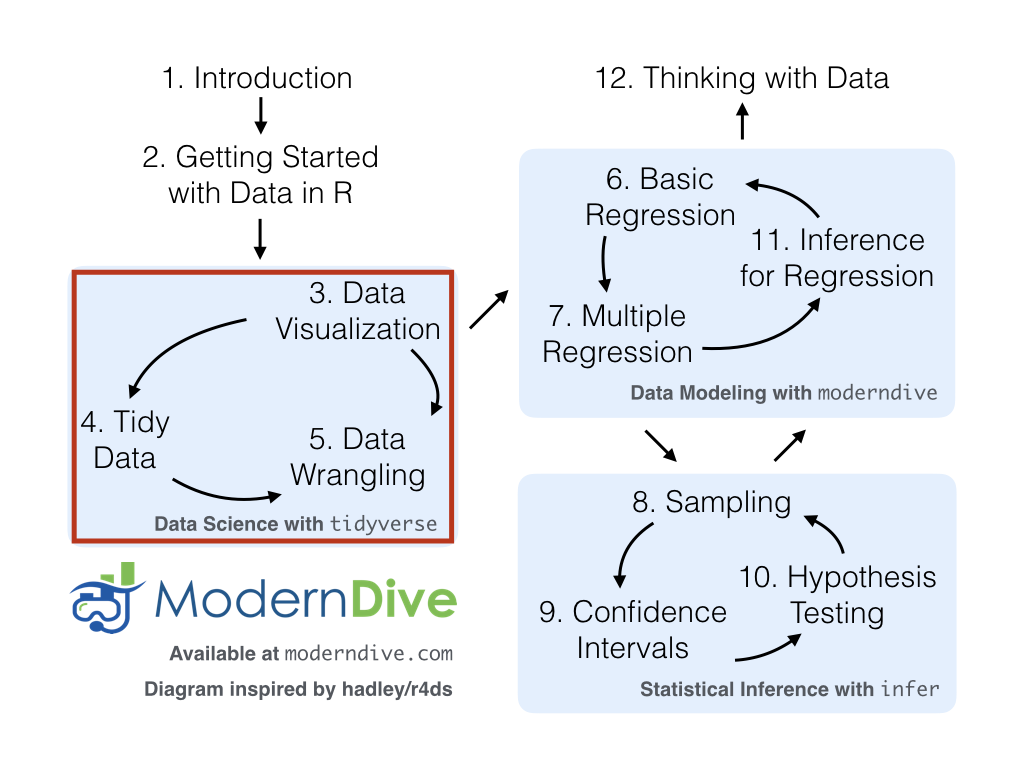 1. Introduction
2. Getting Started
with Data in R
3. Data
Visualization
4. Tidy
Data
5. Data
Wrangling
Data Science with tidyverse
ModernDive
Available at moderndive.com
Diagram inspired by hadley/r4ds
12. Thinking with Data
6. Basic
Regression
11. Inference
for Regression
7. Multiple
Regression
Data Modeling with moderndive
8. Sampling
10. Hypothesis
Testing
9. Confidence
Intervals
Statistical Inference with infer